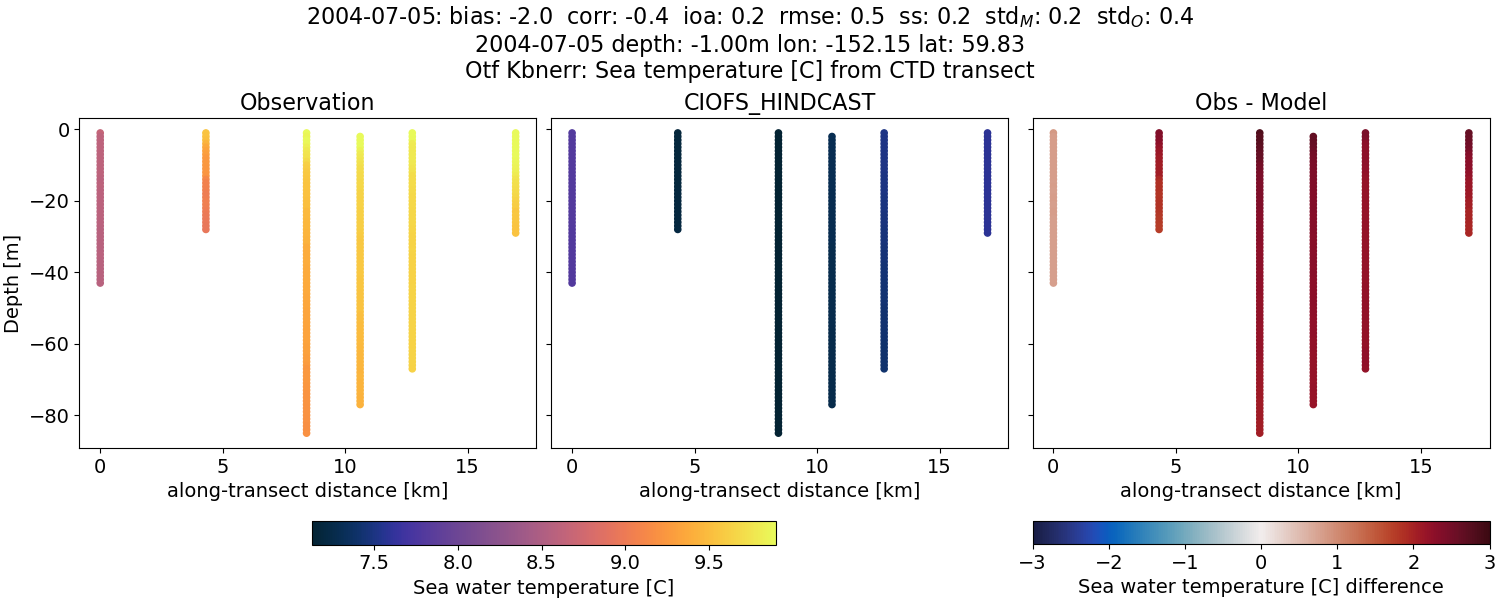 2004-07-05: bias: -2.0  corr: -0.4  ioa: 0.2  rmse: 0.5  ss: 0.2  std_M: 0.2  std_O: 0.4
2004-07-05 depth: -1.00m lon: -152.15 lat: 59.83
Otf Kbnerr: Sea temperature [C] from CTD transect
Observation
CIOFS_HINDCAST
Obs - Model
Depth [m]
0
−20
−40
−60
−80
0 5 10 15
0 5 10 15
0 5 10 15
along-transect distance [km]
along-transect distance [km]
along-transect distance [km]
7.5 8.0 8.5 9.0 9.5
Sea water temperature [C]
−3 −2 −1 0 1 2 3
Sea water temperature [C] difference